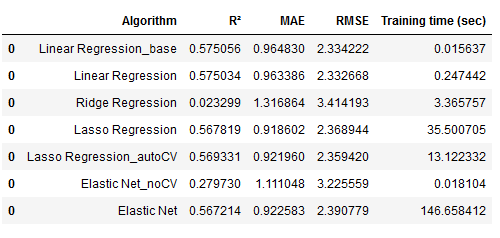 Algorithm R² MAE RMSE Training time (sec)
0 Linear Regression_base 0.575056 0.964830 2.334222 0.015637
0 Linear Regression 0.575034 0.963386 2.332668 0.247442
0 Ridge Regression 0.023299 1.316864 3.414193 3.365757
0 Lasso Regression 0.567819 0.918602 2.368944 35.500705
0 Lasso Regression_autoCV 0.569331 0.921960 2.359420 13.122332
0 Elastic Net_noCV 0.279730 1.111048 3.225559 0.018104
0 Elastic Net 0.567214 0.922583 2.390779 146.658412